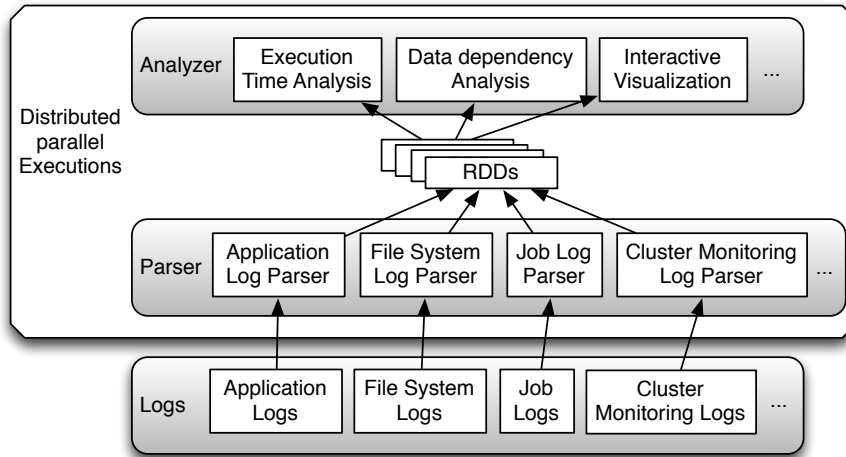 Analyzer
Execution
Time Analysis
Data dependency
Analysis
Interactive
Visualization
...
Distributed
parallel
Executions
RDDs
Parser
Application
Log Parser
File System
Log Parser
Job Log
Parser
Cluster Monitoring
Log Parser
...
Logs
Application
Logs
File System
Logs
Job
Logs
Cluster
Monitoring Logs
...